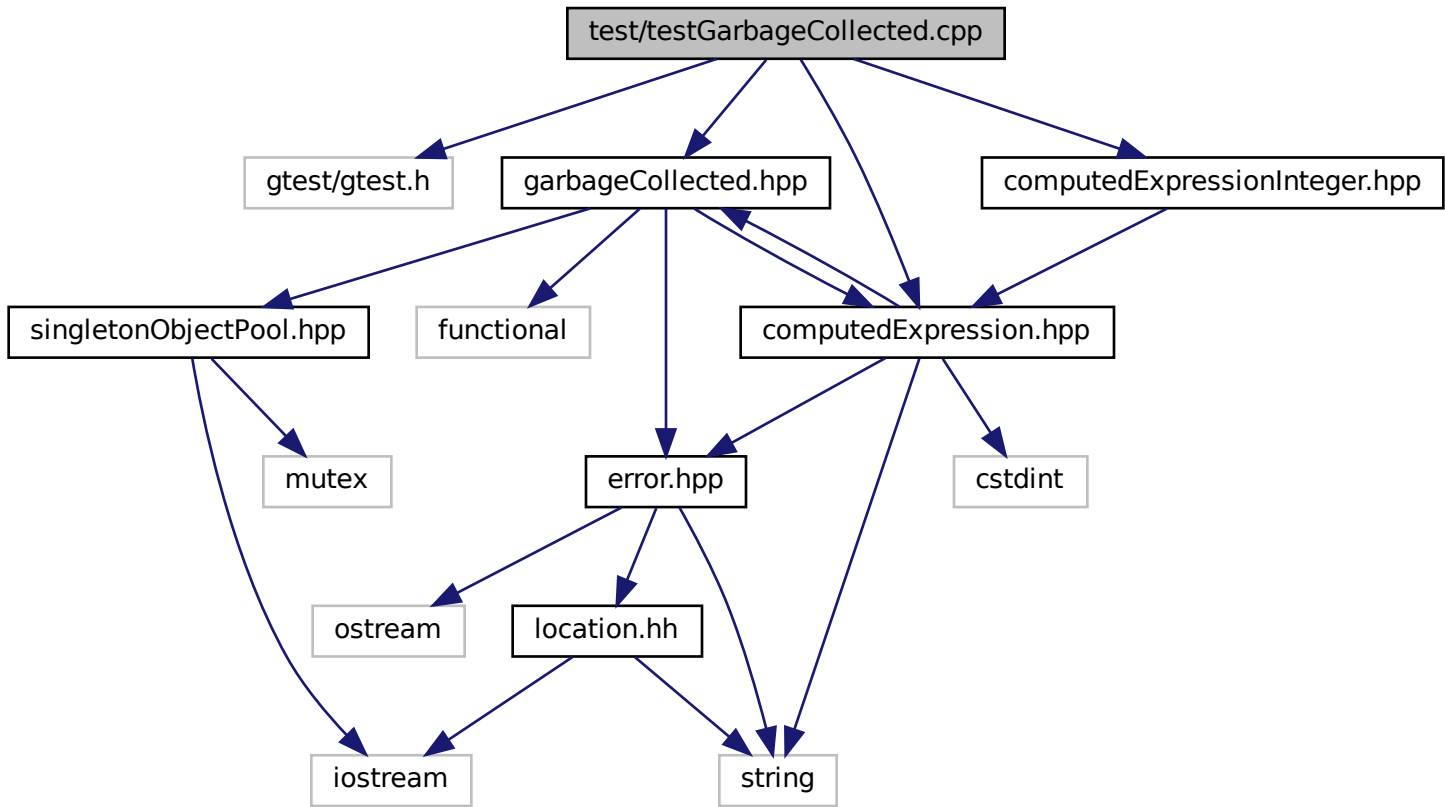 test/testGarbageCollected.cpp
gtest/gtest.h
garbageCollected.hpp
computedExpressionInteger.hpp
singletonObjectPool.hpp
functional
computedExpression.hpp
mutex
error.hpp
cstdint
ostream
location.hh
iostream
string